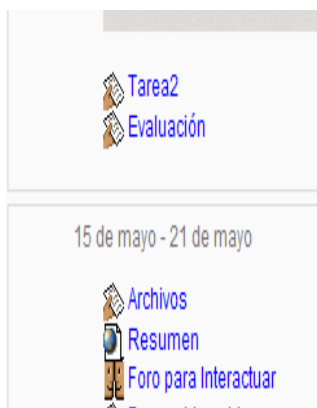 Tarea2
Evaluación
15 de mayo - 21 de mayo
Archivos
Resumen
Foro para Interactuar